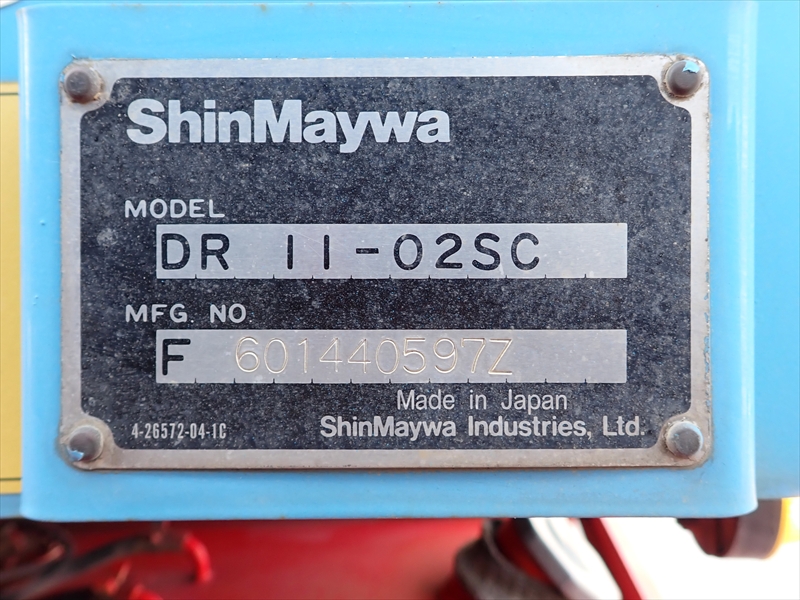 ShinMaywa
MODEL
DR 11-02SC
MFG. NO
F 601440597Z
Made in Japan
4-26572-04-1C
ShinMaywa Industries, Ltd.